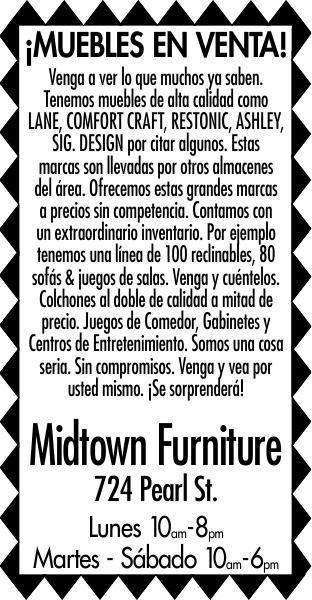 ¡MUEBLES EN VENTA!
Venga a ver lo que muchos ya saben.
Tenemos muebles de alta calidad como
LANE, COMFORT CRAFT, RESTONIC, ASHLEY,
SIG. DESIGN por citar algunos. Estas
marcas son llevadas por otros almacenes
del área. Ofrecemos estas grandes marcas
a precios sin competencia. Contamos con
un extraordinario inventario. Por ejemplo
tenemos una línea de 100 reclinables, 80
sofás & juegos de salas. Venga y cuéntelos.
Colchones al doble de calidad a mitad de
precio. Juegos de Comedor, Gabinetes y
Centros de Entretenimiento. Somos una cosa
seria. Sin compromisos. Venga y vea por
usted mismo. ¡Se sorprenderá!
Midtown Furniture
724 Pearl St.
Lunes 10am-8pm
Martes - Sábado 10am-6pm